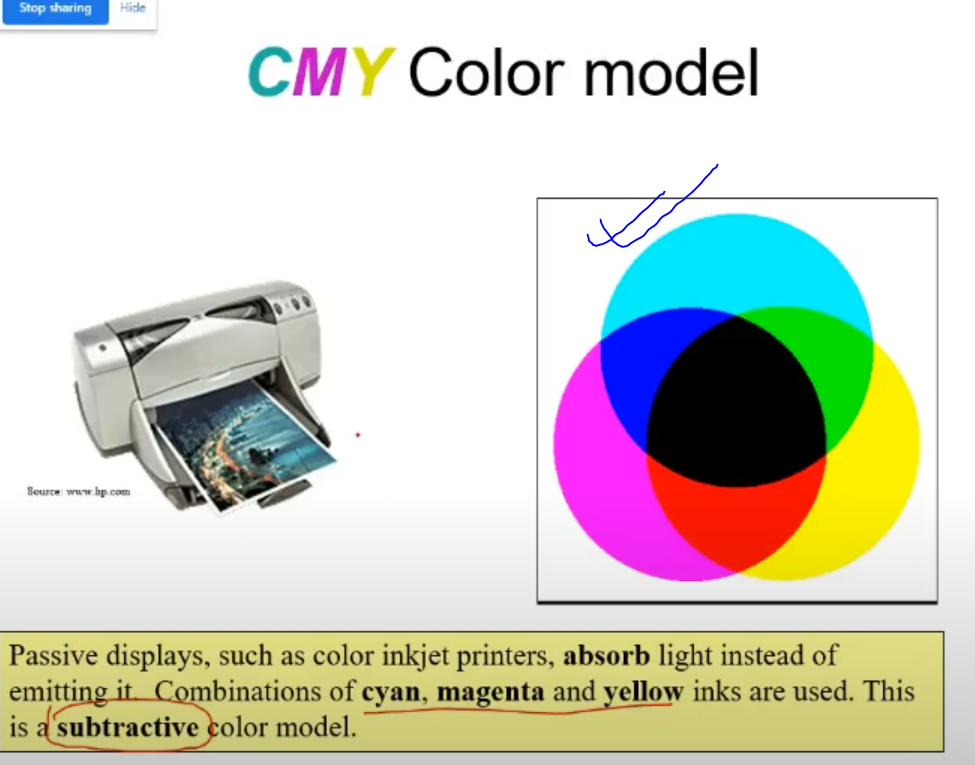 Stop sharing Hide
CMY Color model
Source: www.hp.com
Passive displays, such as color inkjet printers, absorb light instead of
emitting it. Combinations of cyan, magenta and yellow inks are used. This
is a subtractive color model.